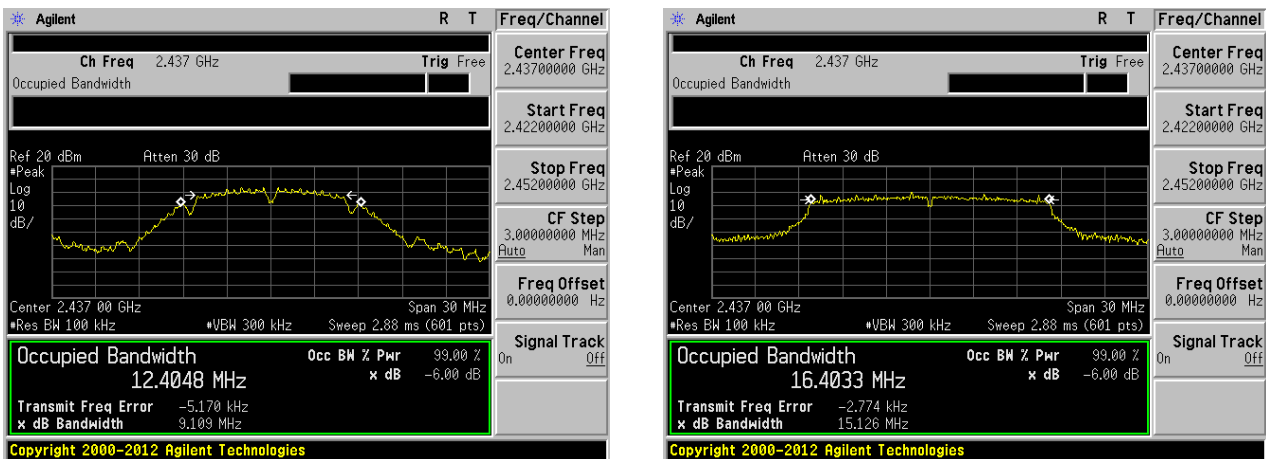 Agilent R T Freq/Channel
Ch Freq 2.437 GHz Trig Free
Occupied Bandwidth
Center Freq
2.43700000 GHz
Start Freq
2.42200000 GHz
Stop Freq
2.45200000 GHz
CF Step
3.00000000 MHz
Auto Man
Freq Offset
0.00000000 Hz
Signal Track
On Off
Ref 20 dBm Atten 30 dB
#Peak
Log
10
dB/
Center 2.437 00 GHz Span 30 MHz
#Res BW 100 kHz #VBW 300 kHz Sweep 2.88 ms (601 pts)
Occupied Bandwidth Occ BW % Pwr 99.00 %
12.4048 MHz x dB -6.00 dB
Transmit Freq Error -5.170 kHz
x dB Bandwidth 9.109 MHz
Copyright 2000-2012 Agilent Technologies
Agilent R T Freq/Channel
Ch Freq 2.437 GHz Trig Free
Occupied Bandwidth
Center Freq
2.43700000 GHz
Start Freq
2.42200000 GHz
Stop Freq
2.45200000 GHz
CF Step
3.00000000 MHz
Auto Man
Freq Offset
0.00000000 Hz
Signal Track
On Off
Ref 20 dBm Atten 30 dB
#Peak
Log
10
dB/
Center 2.437 00 GHz Span 30 MHz
#Res BW 100 kHz #VBW 300 kHz Sweep 2.88 ms (601 pts)
Occupied Bandwidth Occ BW % Pwr 99.00 %
16.4033 MHz x dB -6.00 dB
Transmit Freq Error -2.774 kHz
x dB Bandwidth 15.126 MHz
Copyright 2000-2012 Agilent Technologies